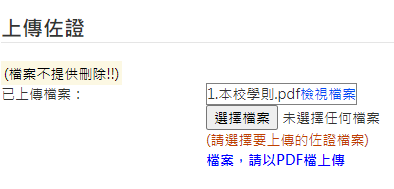 上傳佐證
(檔案不提供刪除!!)
已上傳檔案：
1.本校學則.pdf檢視檔案
選擇檔案 未選擇任何檔案
(請選擇要上傳的佐證檔案)
檔案，請以PDF檔上傳